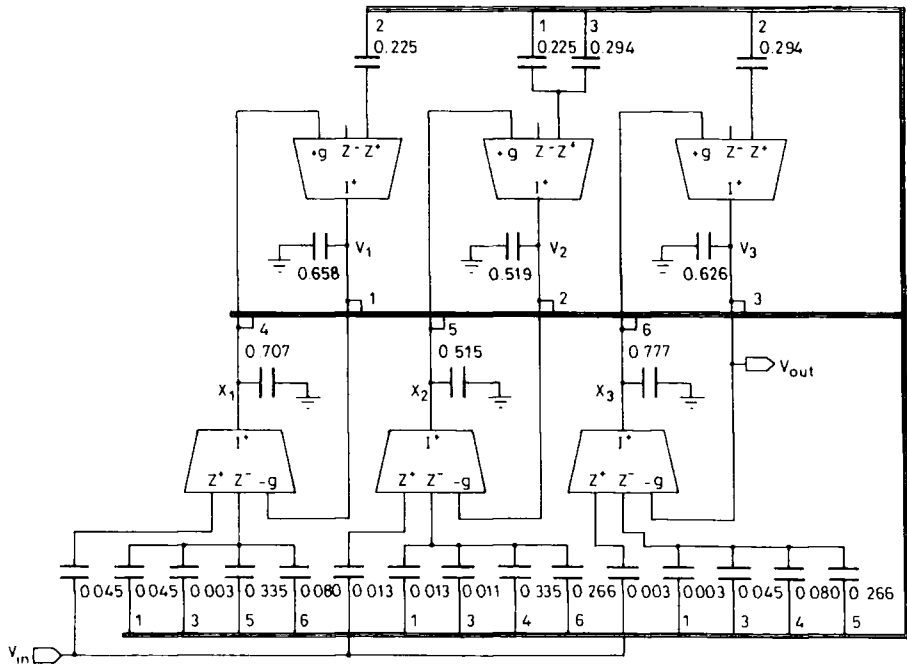 2 1 3 2
0.225 0.225 0.294 0.294
+g Z⁻ Z⁺ +g Z⁻ Z⁺ +g Z⁻ Z⁺
I⁺ I⁺ I⁺
V₁ V₂ V₃
0.658 0.519 0.626
1 2 3
4 5 6
0.707 0.515 0.777
Vout
X₁ X₂ X₃
I⁺ I⁺ I⁺
Z⁺ Z⁻ -g Z⁺ Z⁻ -g Z⁺ Z⁻ -g
0.045 0.045 0.003 0.335 0.080 0.013 0.013 0.011 0.335 0.266 0.003 0.003 0.045 0.080 0.266
1 3 5 6 1 3 4 6 1 3 4 5
Vin